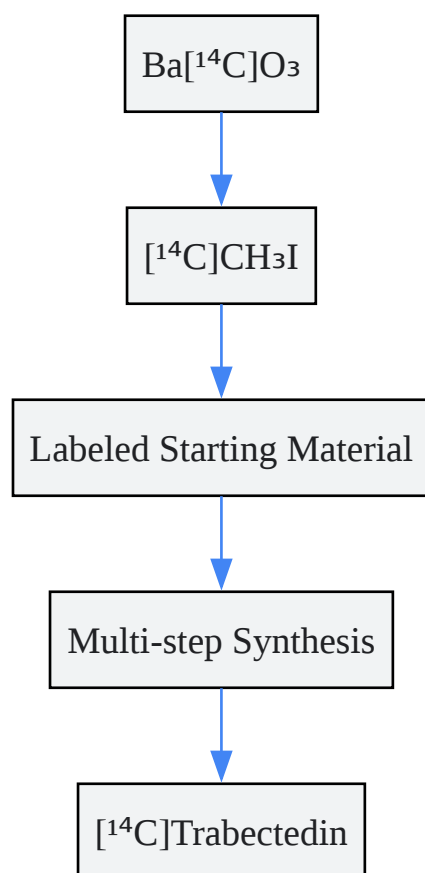 Ba[¹⁴C]O₃
[¹⁴C]CH₃I
Labeled Starting Material
Multi-step Synthesis
[¹⁴C]Trabectedin